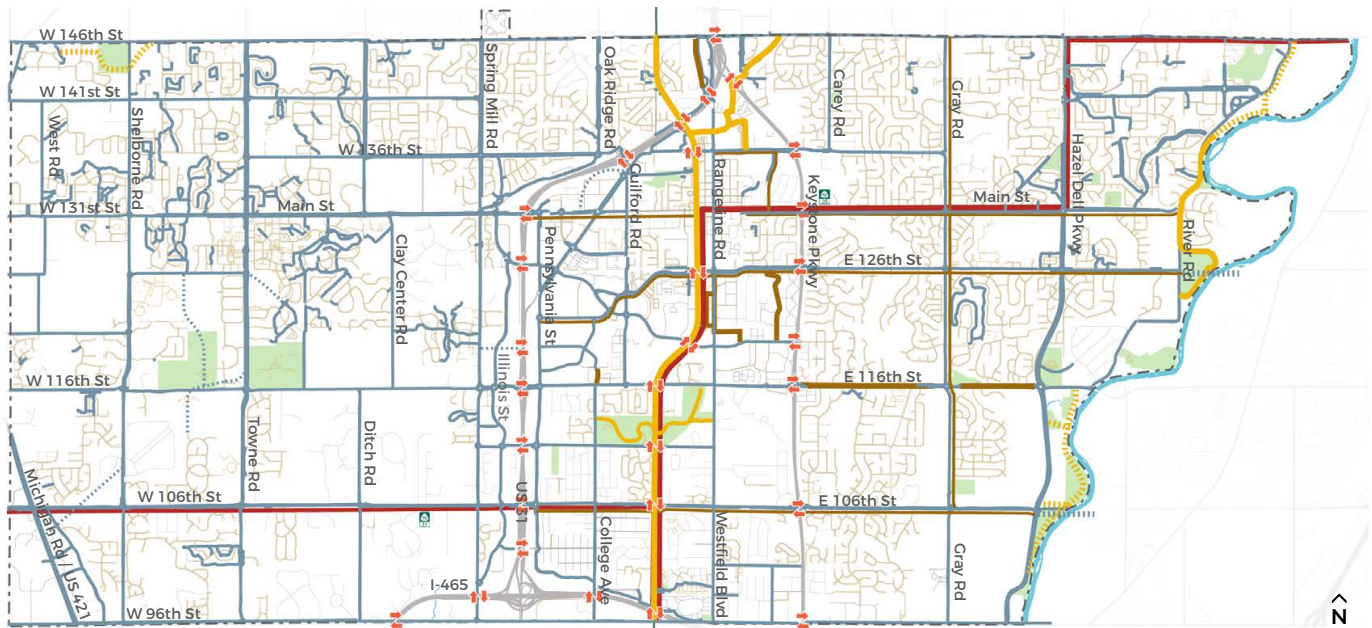 W 146th St
Spring Mill Rd
Oak Ridge Rd
Carey Rd
Gray Rd
W 141st St
West Rd
Shelborne Rd
W 136th St
Hazel Dell Pkwy
Guilford Rd
Rangeline Rd
Keystone Pkwy
Main St
W 131st St
Main St
River Rd
Clay Center Rd
Pennsylvania St
E 126th St
Illinois St
W 116th St
E 116th St
Towne Rd
Ditch Rd
Michigan Rd / US 421
W 106th St
US 31
E 106th St
College Ave
Westfield Blvd
Gray Rd
I-465
W 96th St
N